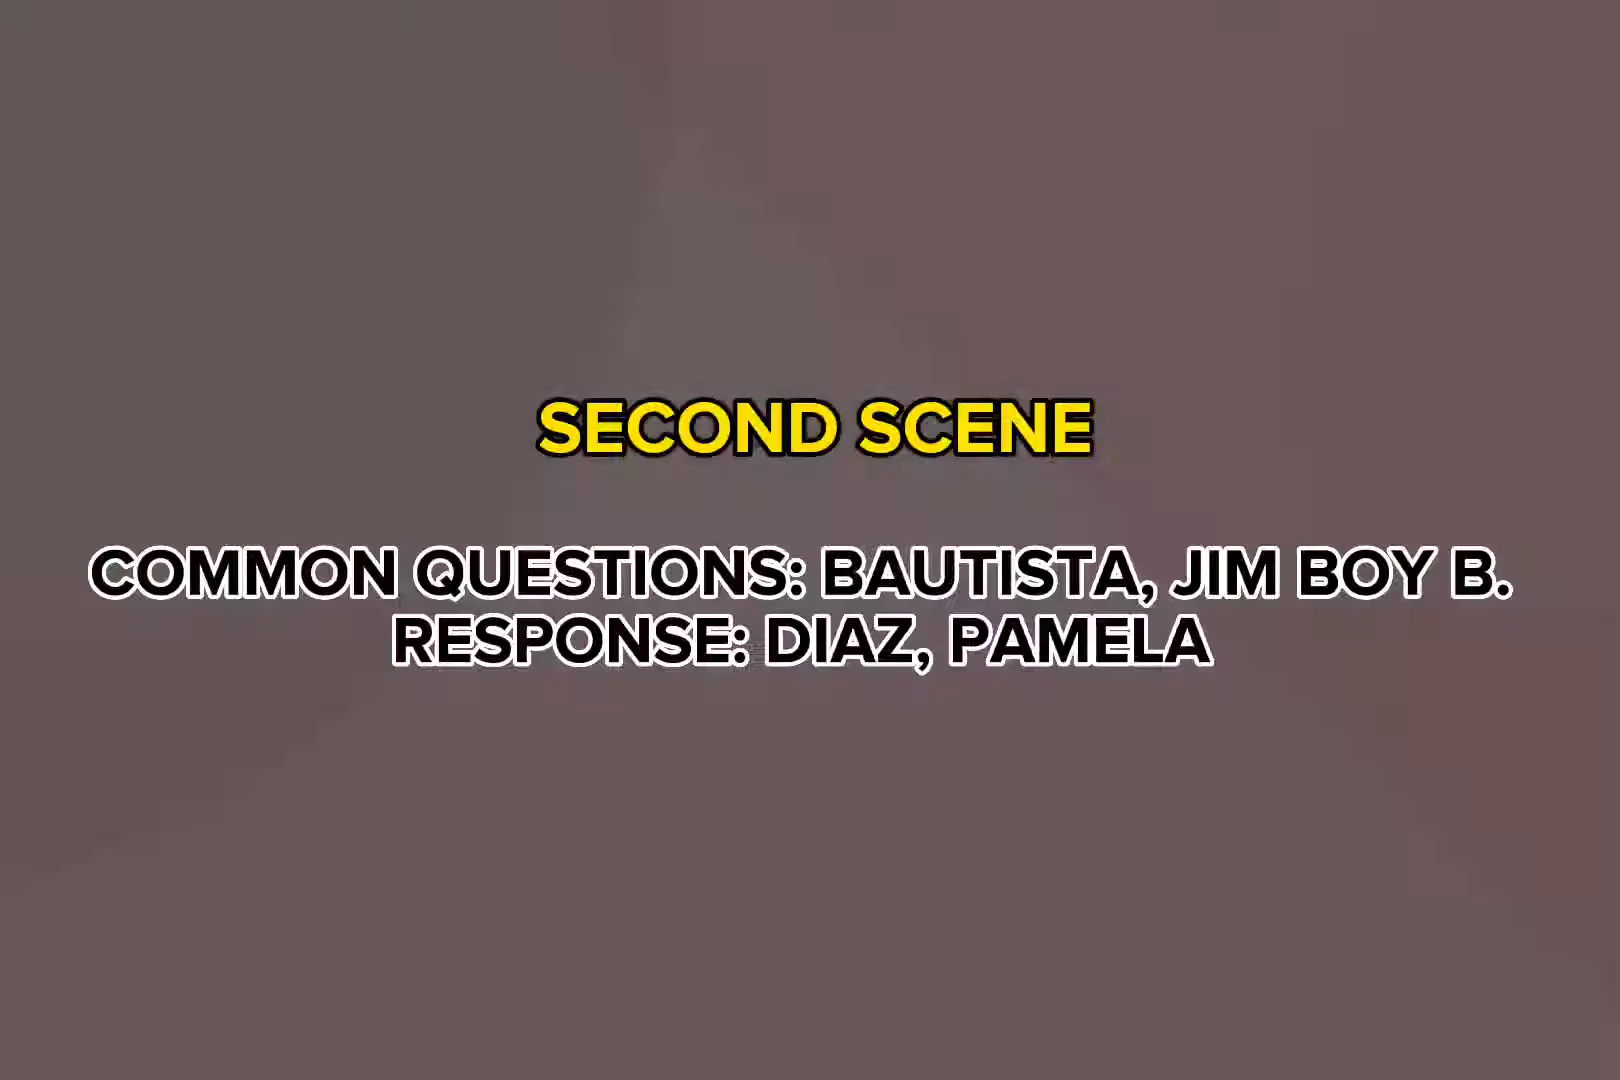 SECOND SCENE
COMMON QUESTIONS: BAUTISTA, JIM BOY B.
RESPONSE: DIAZ, PAMELA